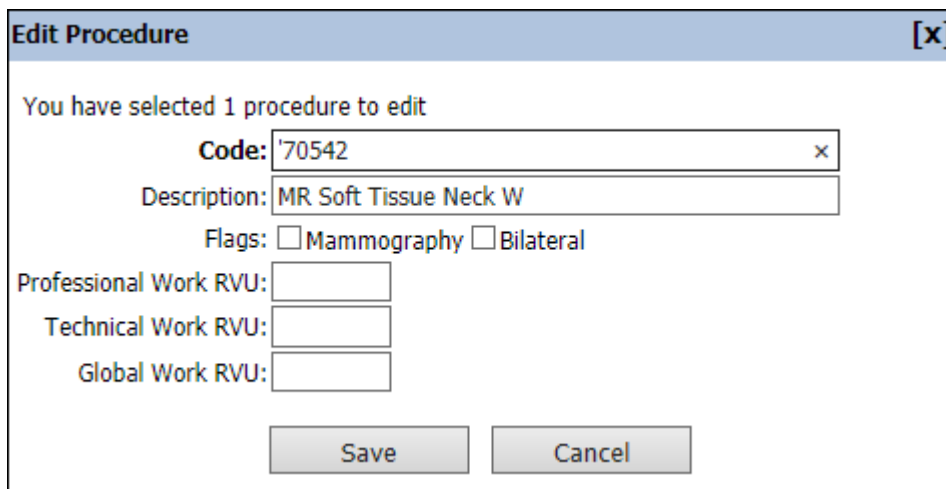 Edit Procedure [x]
You have selected 1 procedure to edit
Code: '70542 ×
Description: MR Soft Tissue Neck W
Flags: Mammography Bilateral
Professional Work RVU:
Technical Work RVU:
Global Work RVU:
Save Cancel